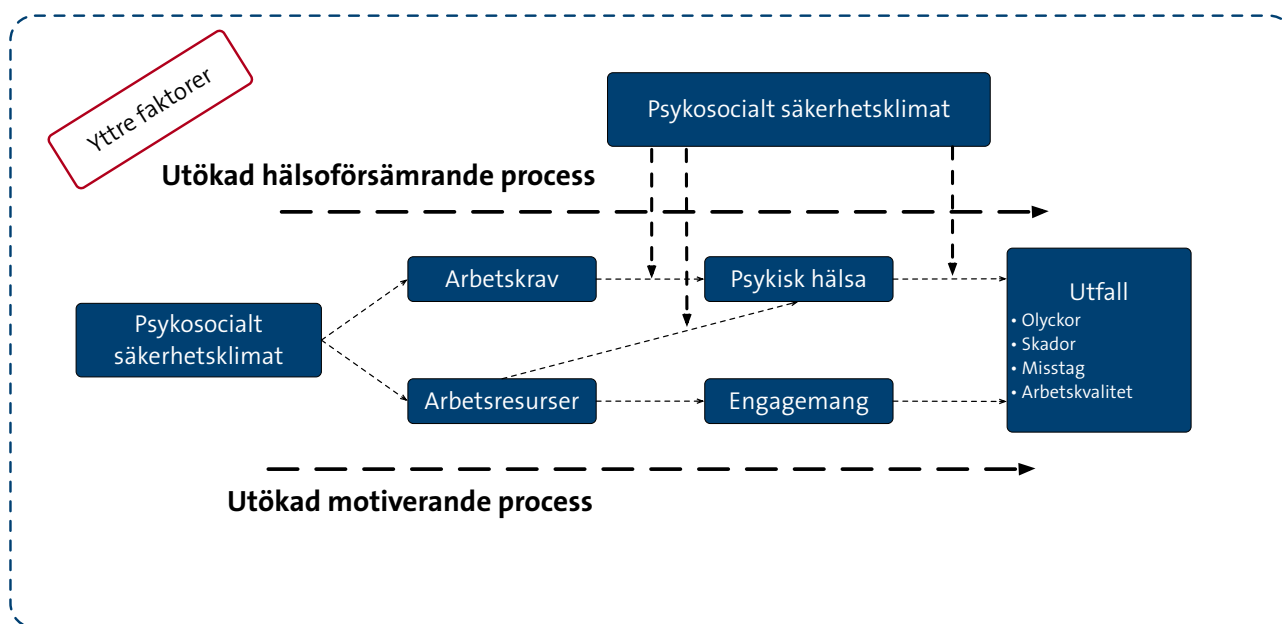 Yttre faktorer
Psykosocialt säkerhetsklimat
Utökad hälsoförsämrande process
Arbetskrav
Psykisk hälsa
Psykosocialt
säkerhetsklimat
Utfall
• Olyckor
• Skador
• Misstag
• Arbetskvalitet
Arbetsresurser
Engagemang
Utökad motiverande process